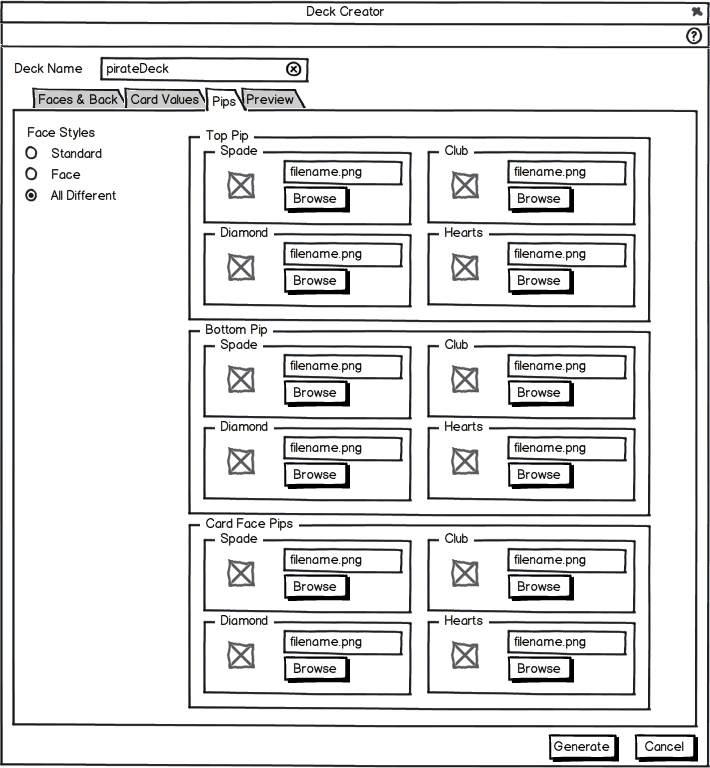 Deck Creator
?
Deck Name pirateDeck
Faces & Back Card Values Pips Preview
Face Styles
Standard
Face
All Different
Top Pip
Spade Club
filename.png filename.png
Browse Browse
Diamond Hearts
filename.png filename.png
Browse Browse
Bottom Pip
Spade Club
filename.png filename.png
Browse Browse
Diamond Hearts
filename.png filename.png
Browse Browse
Card Face Pips
Spade Club
filename.png filename.png
Browse Browse
Diamond Hearts
filename.png filename.png
Browse Browse
Generate Cancel